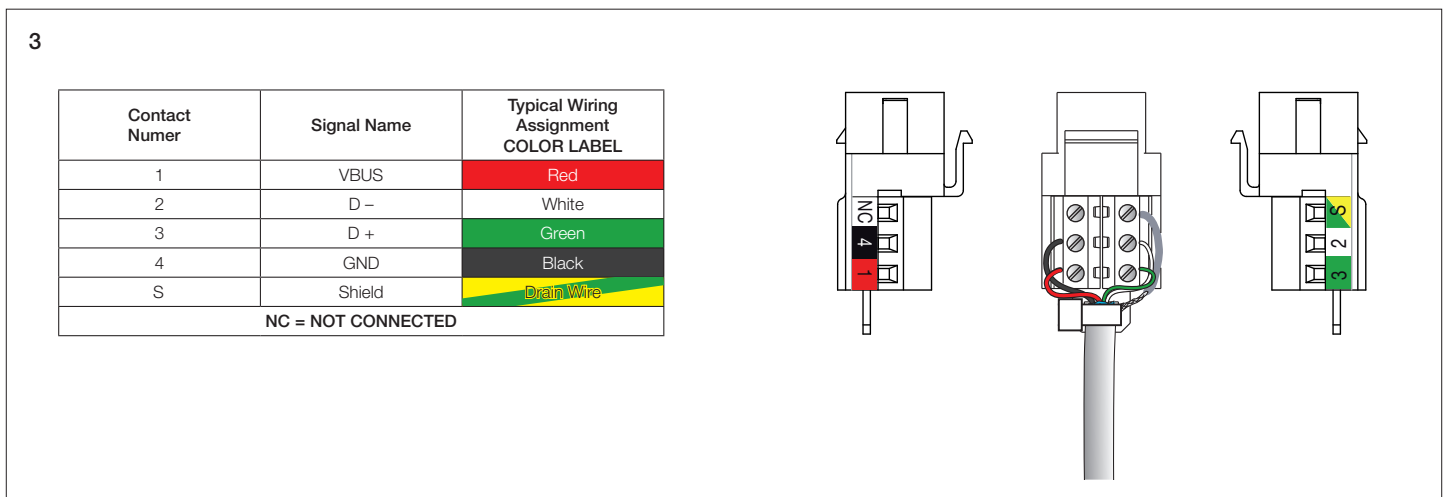 3
Contact
Numer
Signal Name
Typical Wiring
Assignment
COLOR LABEL
1 VBUS Red
2 D – White
3 D + Green
4 GND Black
S Shield Drain Wire
NC = NOT CONNECTED
NC
4
1
S
2
3